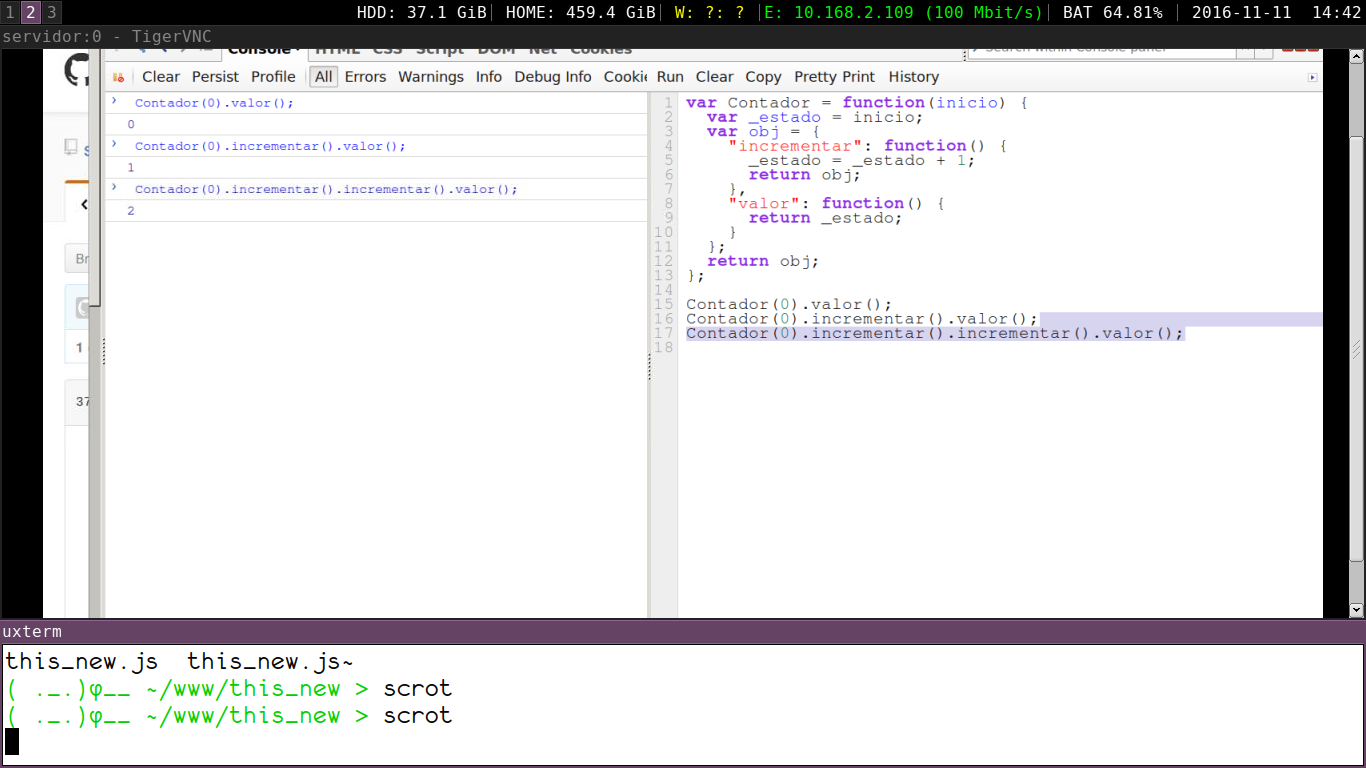 1 2 3 HDD: 37.1 GiB| HOME: 459.4 GiB| W: ?: ? |E: 10.168.2.109 (100 Mbit/s)| BAT 64.81% | 2016-11-11 14:42
servidor:0 - TigerVNC
Console HTML CSS Script DOM Net Cookies Search within Console panel
Clear Persist Profile All Errors Warnings Info Debug Info Cookie Run Clear Copy Pretty Print History
Contador(0).valor();
0
Contador(0).incrementar().valor();
1
Contador(0).incrementar().incrementar().valor();
2
1 var Contador = function(inicio) {
2   var _estado = inicio;
3   var obj = {
4     "incrementar": function() {
5       _estado = _estado + 1;
6       return obj;
7     },
8     "valor": function() {
9       return _estado;
10     }
11   };
12   return obj;
13 };
14
15 Contador(0).valor();
16 Contador(0).incrementar().valor();
17 Contador(0).incrementar().incrementar().valor();
18
S
Br
1
37
uxterm
this_new.js  this_new.js~
( ._.)φ__ ~/www/this_new > scrot
( ._.)φ__ ~/www/this_new > scrot